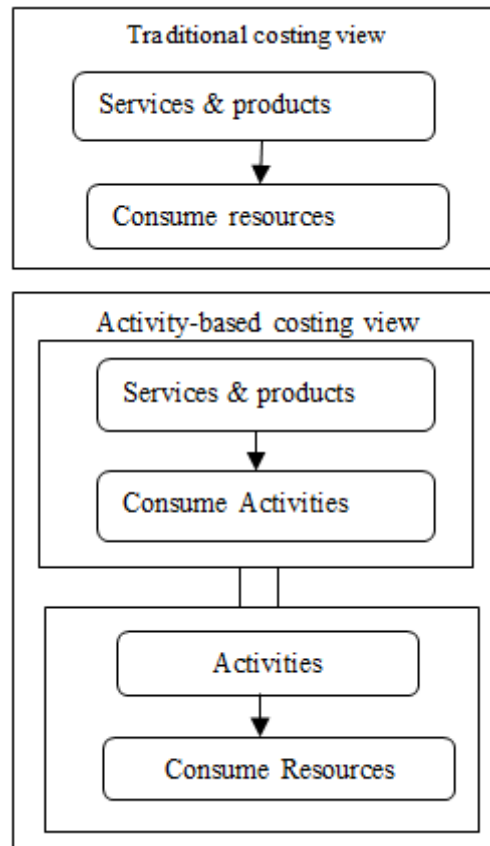 Traditional costing view
Services & products
Consume resources
Activity-based costing view
Services & products
Consume Activities
Activities
Consume Resources